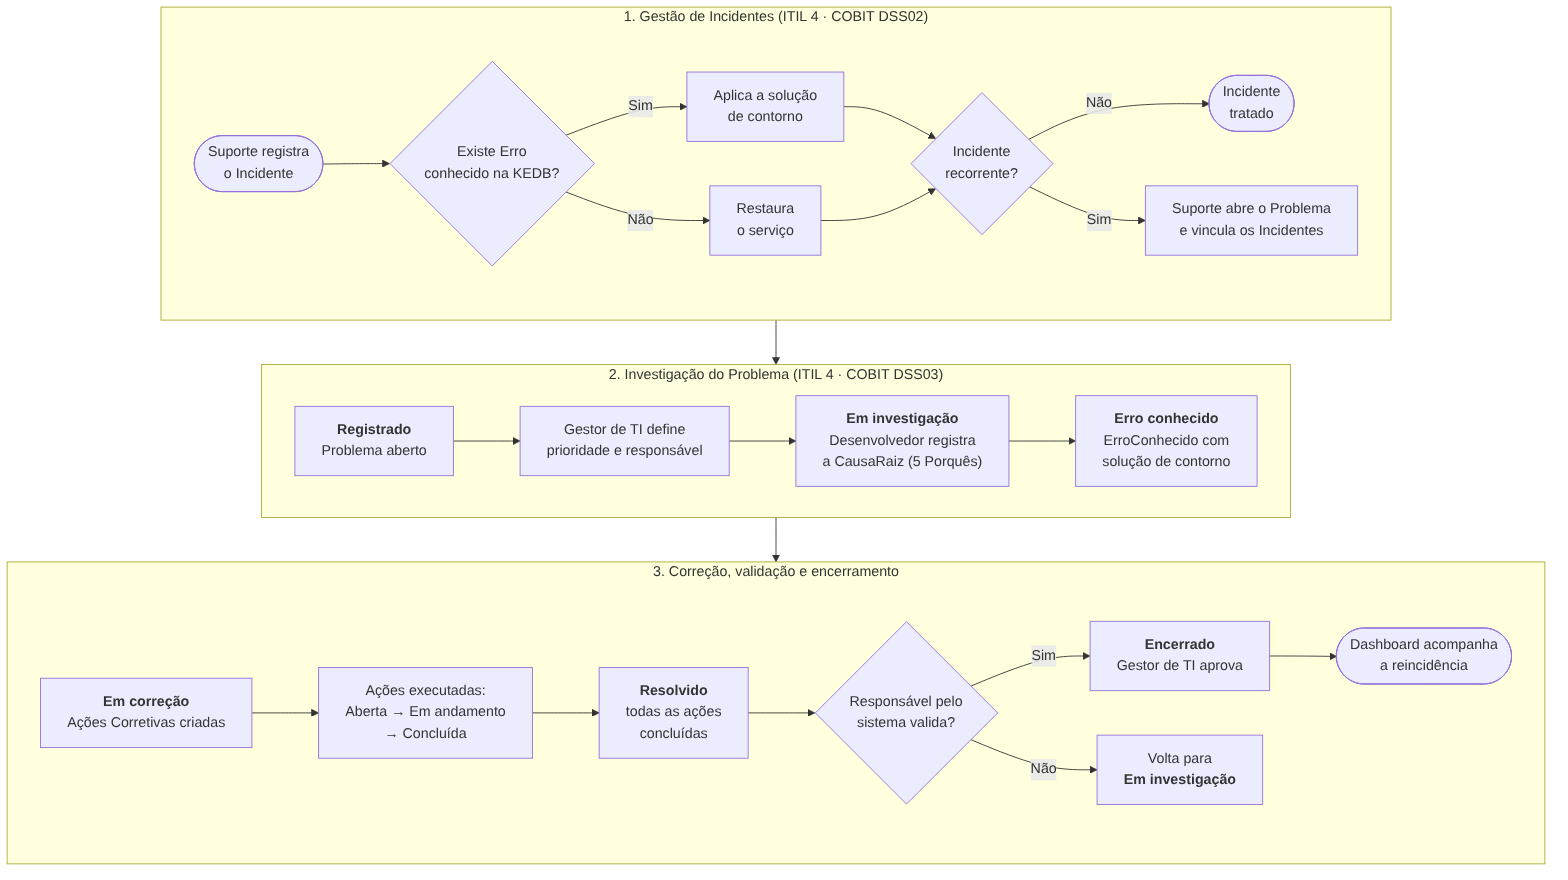 1. Gestão de Incidentes (ITIL 4 · COBIT DSS02)
Suporte registra
o Incidente
Existe Erro
conhecido na KEDB?
Sim
Não
Aplica a solução
de contorno
Restaura
o serviço
Incidente
recorrente?
Não
Sim
Incidente
tratado
Suporte abre o Problema
e vincula os Incidentes
2. Investigação do Problema (ITIL 4 · COBIT DSS03)
Registrado
Problema aberto
Gestor de TI define
prioridade e responsável
Em investigação
Desenvolvedor registra
a CausaRaiz (5 Porquês)
Erro conhecido
ErroConhecido com
solução de contorno
3. Correção, validação e encerramento
Em correção
Ações Corretivas criadas
Ações executadas:
Aberta → Em andamento
→ Concluída
Resolvido
todas as ações
concluídas
Responsável pelo
sistema valida?
Sim
Não
Encerrado
Gestor de TI aprova
Volta para
Em investigação
Dashboard acompanha
a reincidência